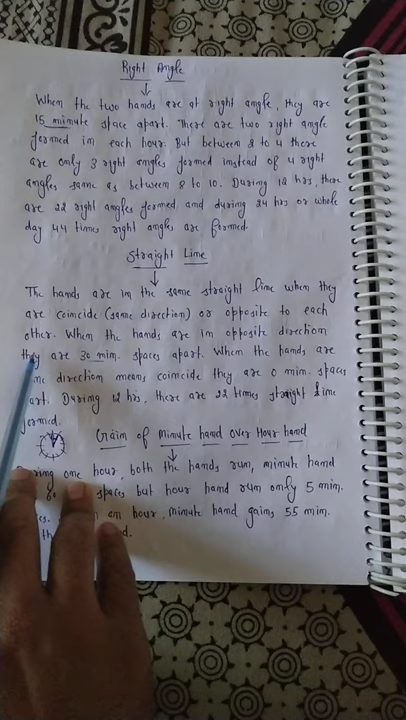 Right Angle
When the two hands are at right angle, they are
15 minute space apart. There are two right angle
formed in each hour. But between 2 to 4 there
are only 3 right angles formed instead of 4 right
angles same as between 8 to 10. During 12 hrs, there
are 22 right angles formed and during 24 hrs or whole
day 44 times right angles are formed.
Straight Line
The hands are in the same straight line when they
are coincide (same direction) or opposite to each
other. When the hands are in opposite direction
they are 30 min. spaces apart. When the hands are
direction means coincide they are 0 min. spaces
During 12 hrs, there are 22 times straight line
formed.
Gain of Minute hand over Hour hand
one hour, both the hands run, minute hand
spaces but hour hand run only 5 min.
an hour, minute hand gains 55 min.